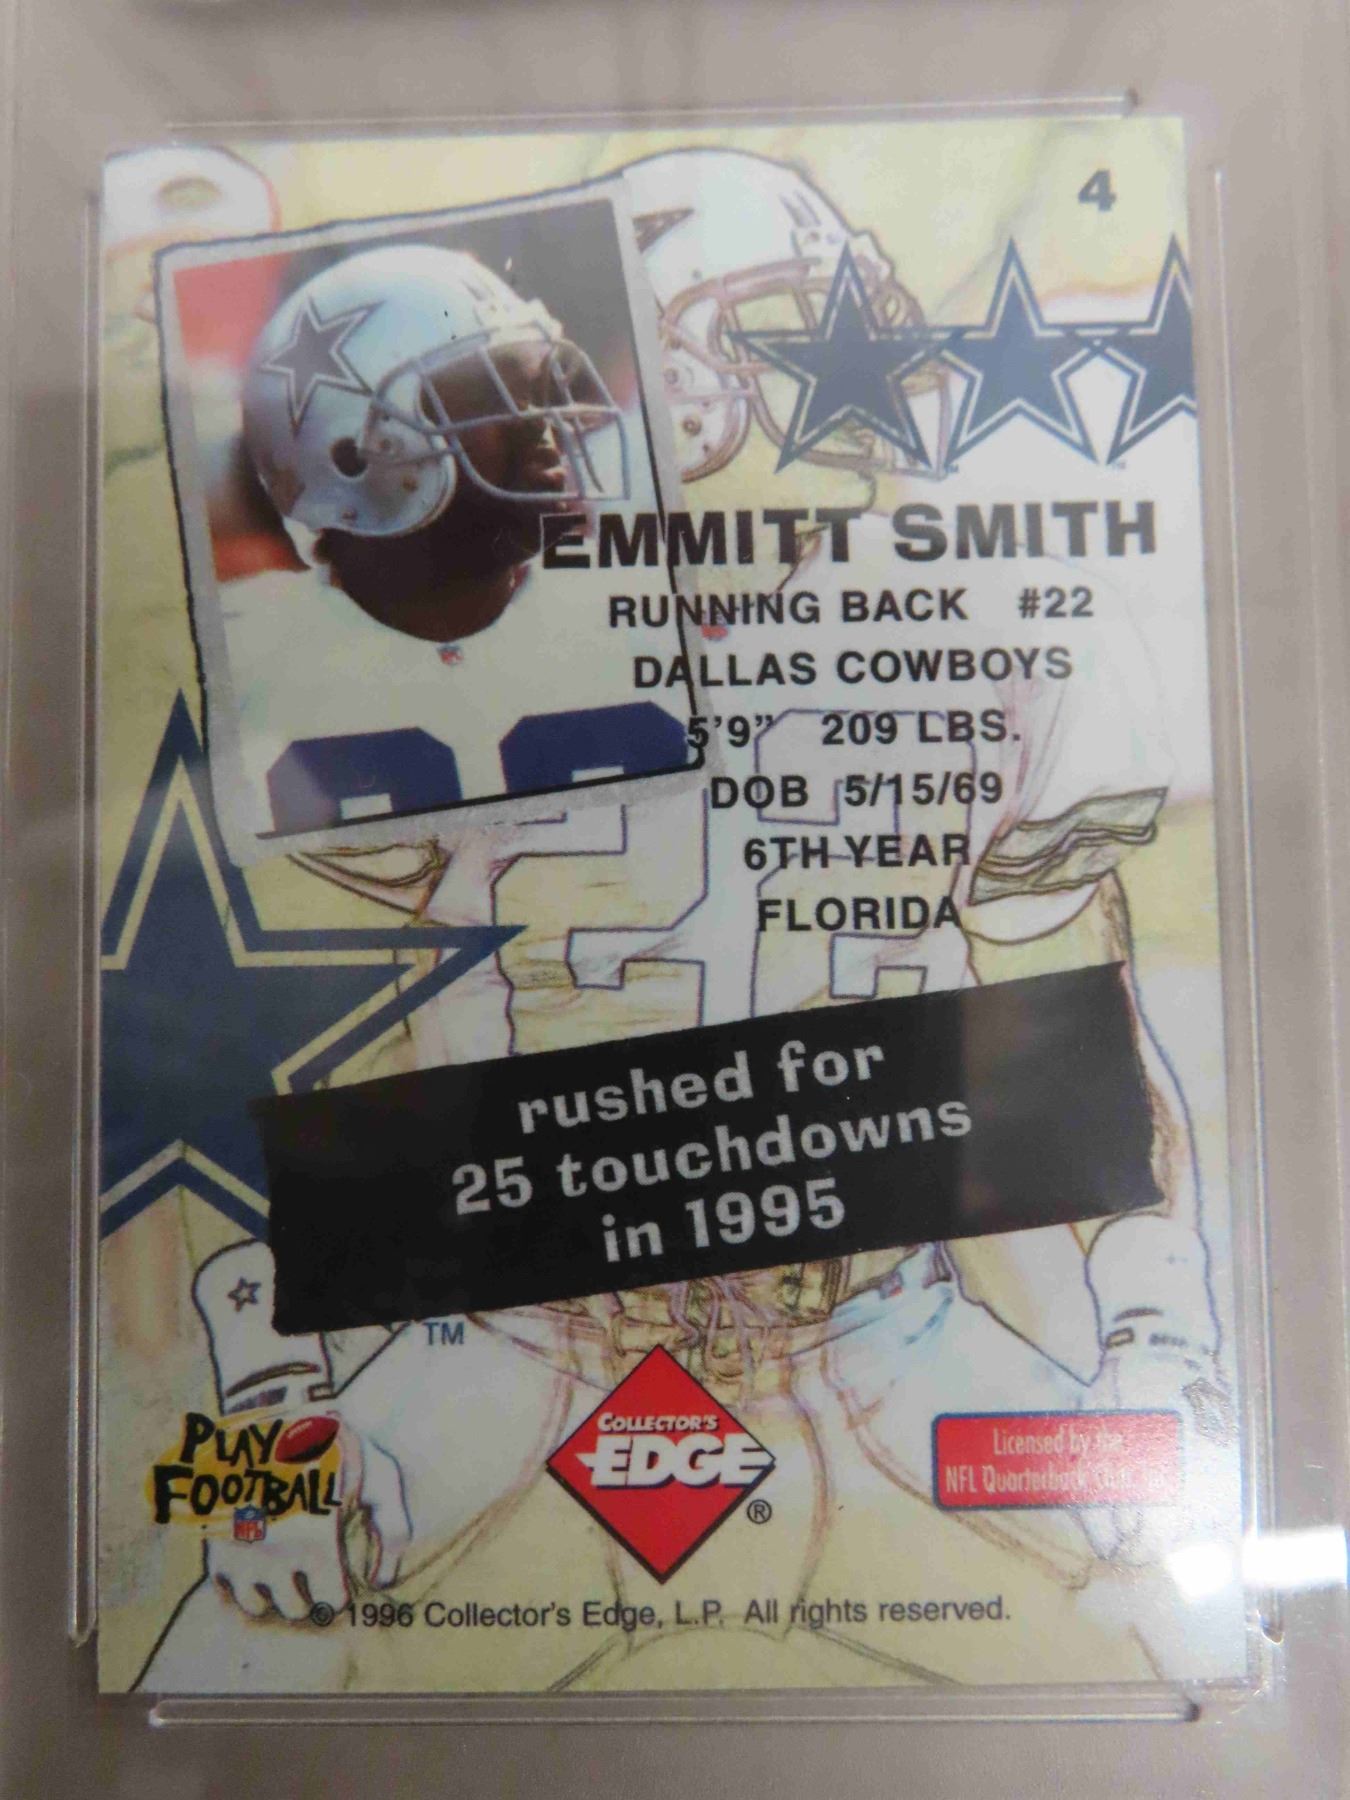 4
EMMITT SMITH
RUNNING BACK #22
DALLAS COWBOYS
5'9" 209 LBS.
DOB 5/15/69
6TH YEAR
FLORIDA
rushed for
25 touchdowns
in 1995
TM
PLAY
FOOTBALL
NFL
COLLECTOR'S
EDGE
®
Licensed by the
NFL Quarterback
© 1996 Collector's Edge, L.P. All rights reserved.